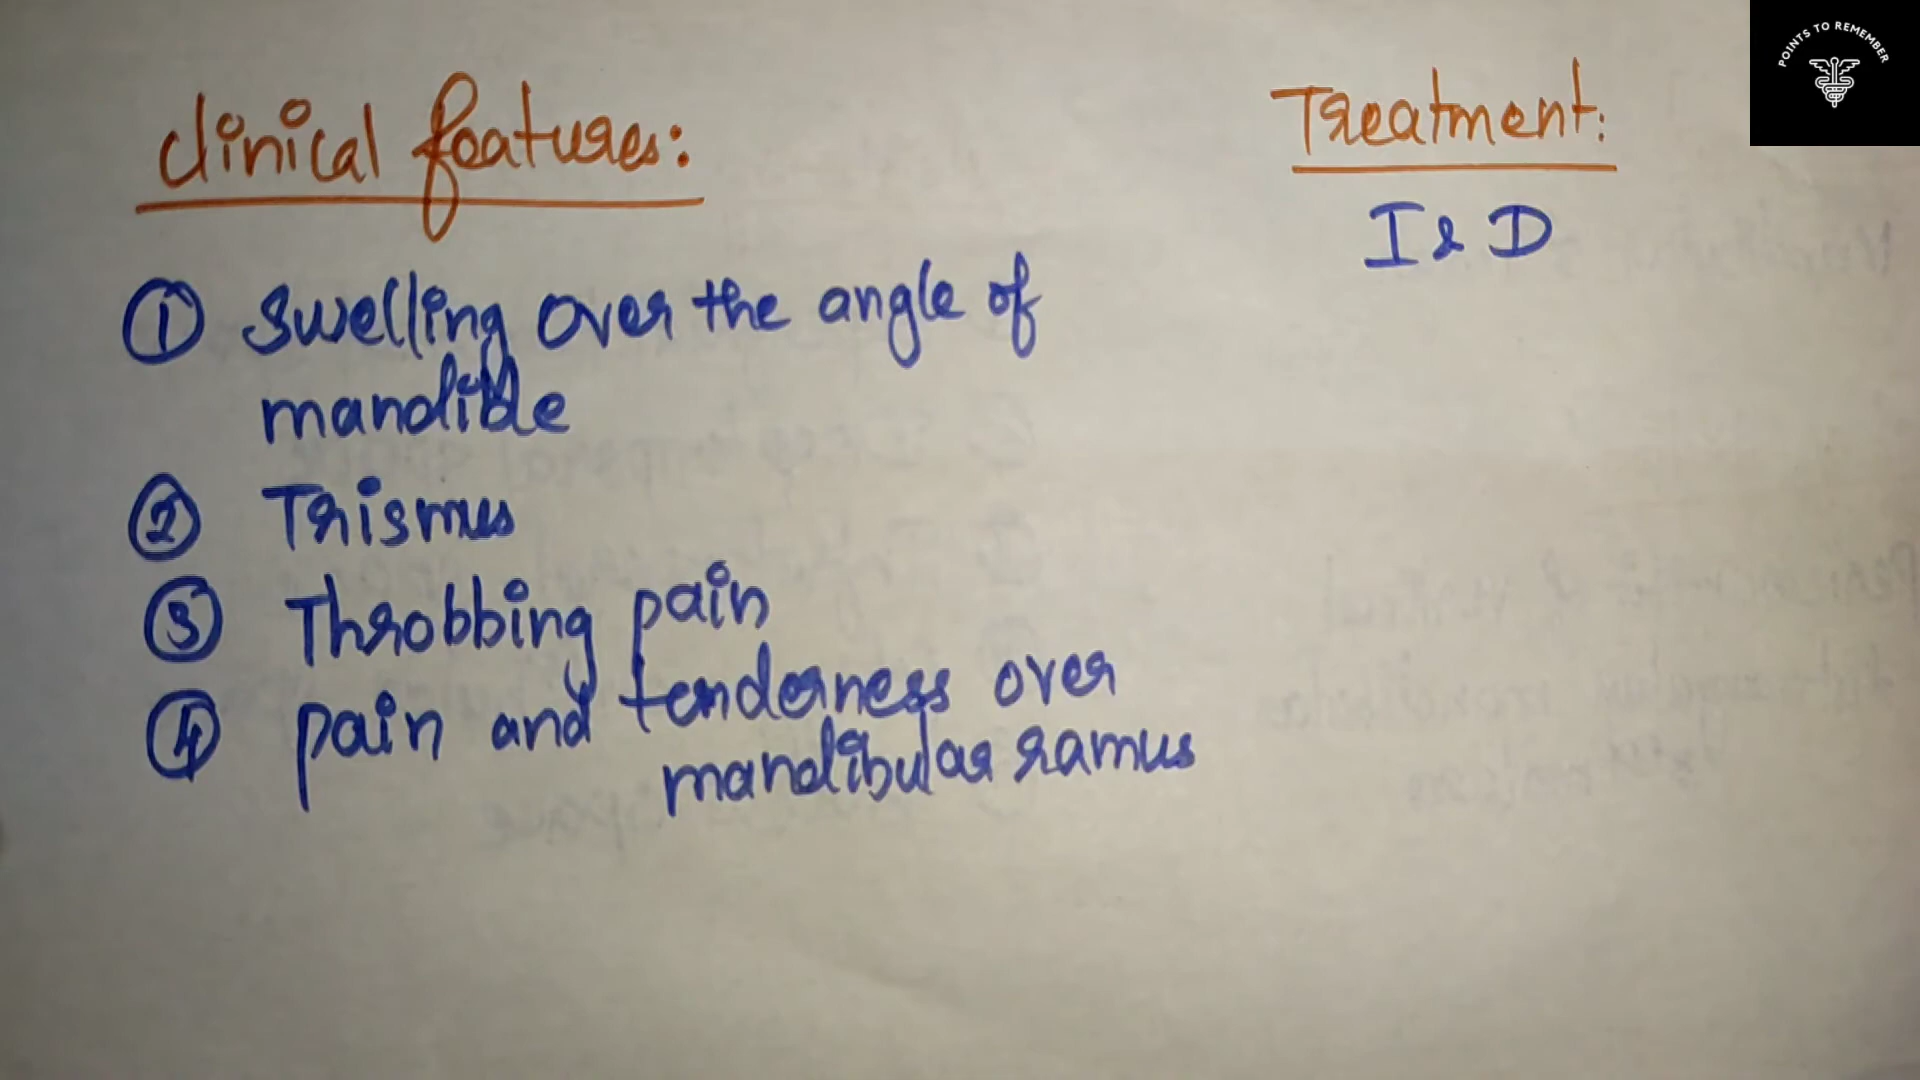 Clinical features:
① Swelling over the angle of
mandible
② Trismus
③ Throbbing pain
④ pain and tenderness over
mandibular ramus
Treatment:
I & D
POINTS TO REMEMBER